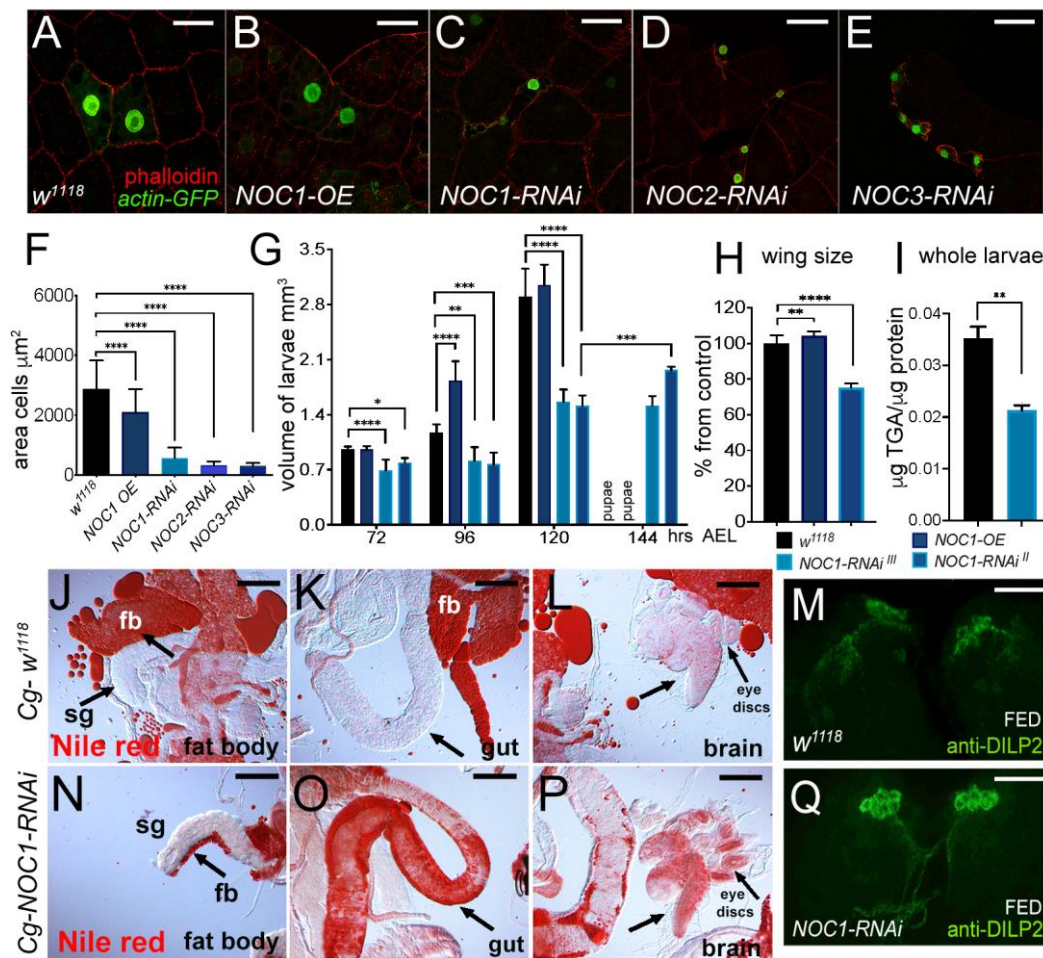 A B C D E
phalloidin
actin-GFP
w1118 NOC1-OE NOC1-RNAi NOC2-RNAi NOC3-RNAi
F G H wing size I whole larvae
area cells μm2
6000
4000
2000
0
****
****
****
****
w1118 NOC1 OE NOC1-RNAi NOC2-RNAi NOC3-RNAi
volume of larvae mm3
3.5
3.1
2.1
1.4
0.7
0.0
* **** *** ** **** **** **** ***
pupae pupae
72 96 120 144 hrs AEL
% from control
120
100
80
60
40
20
0
****
**
μg TGA/μg protein
0.04
0.03
0.02
0.01
0.00
**
w1118 NOC1-OE
NOC1-RNAi III NOC1-RNAi II
Cg- w1118
J fb sg Nile red fat body
K fb gut
L eye discs brain
M FED w1118 anti-DILP2
Cg-NOC1-RNAi
N sg fb Nile red fat body
O gut
P eye discs brain
Q FED NOC1-RNAi anti-DILP2